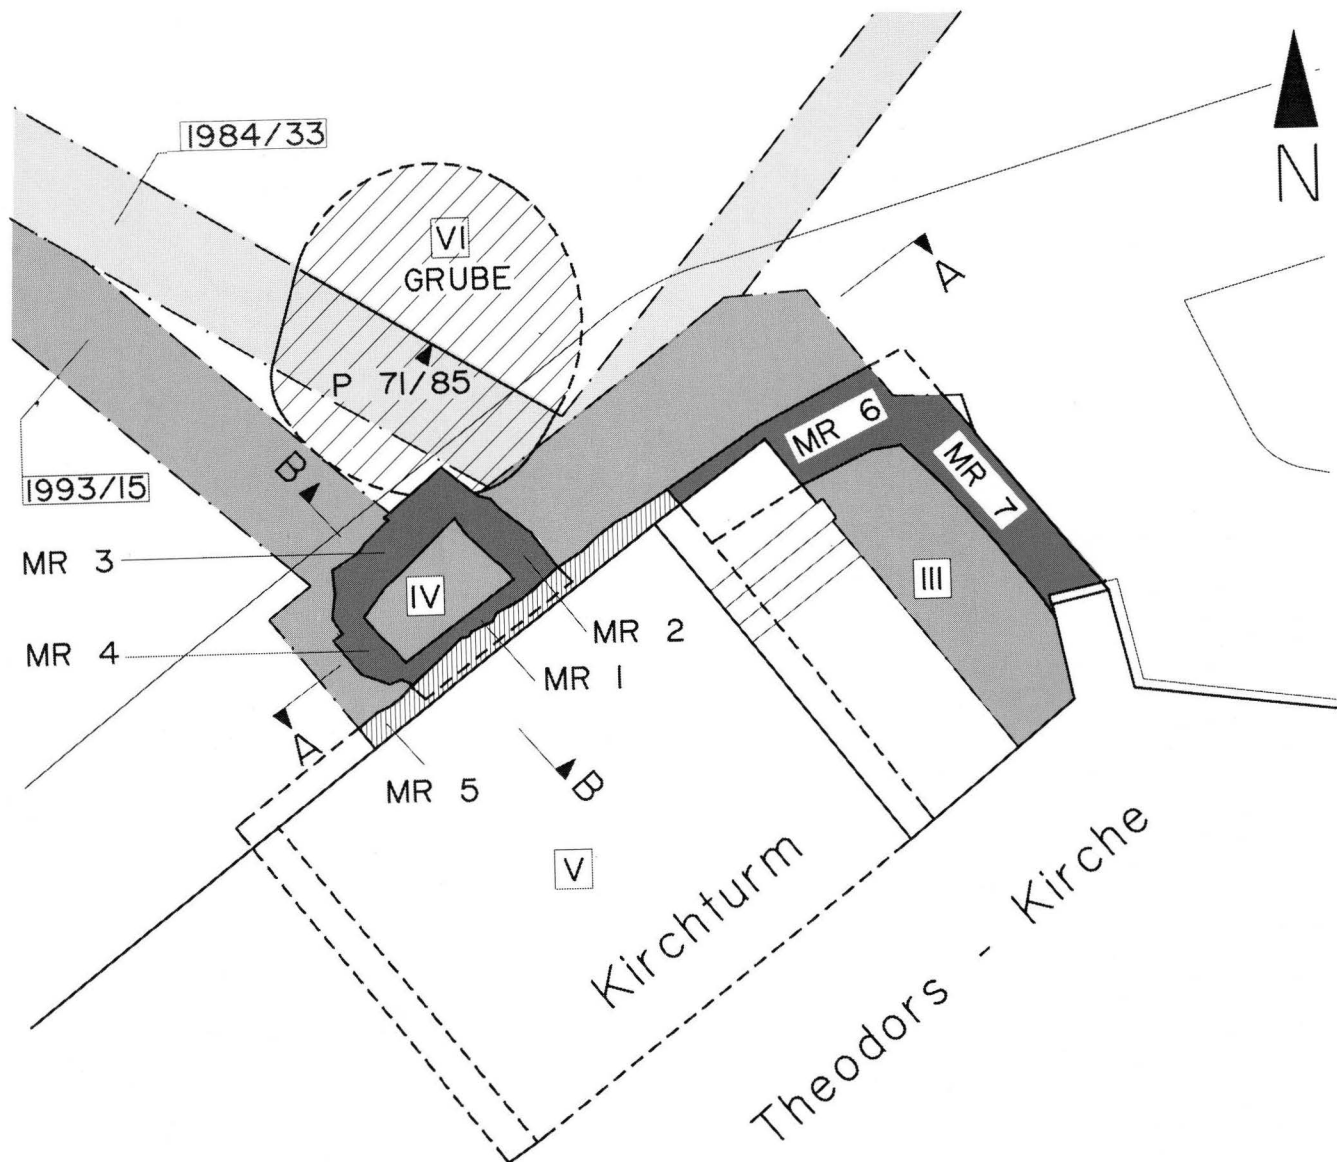 1984/33
N
VI
GRUBE
A
P 71/85
MR 6
B
MR 7
1993/15
MR 3
IV
III
MR 2
MR 4
MR 1
A
MR 5
B
V
Kirchturm
Theodors - Kirche